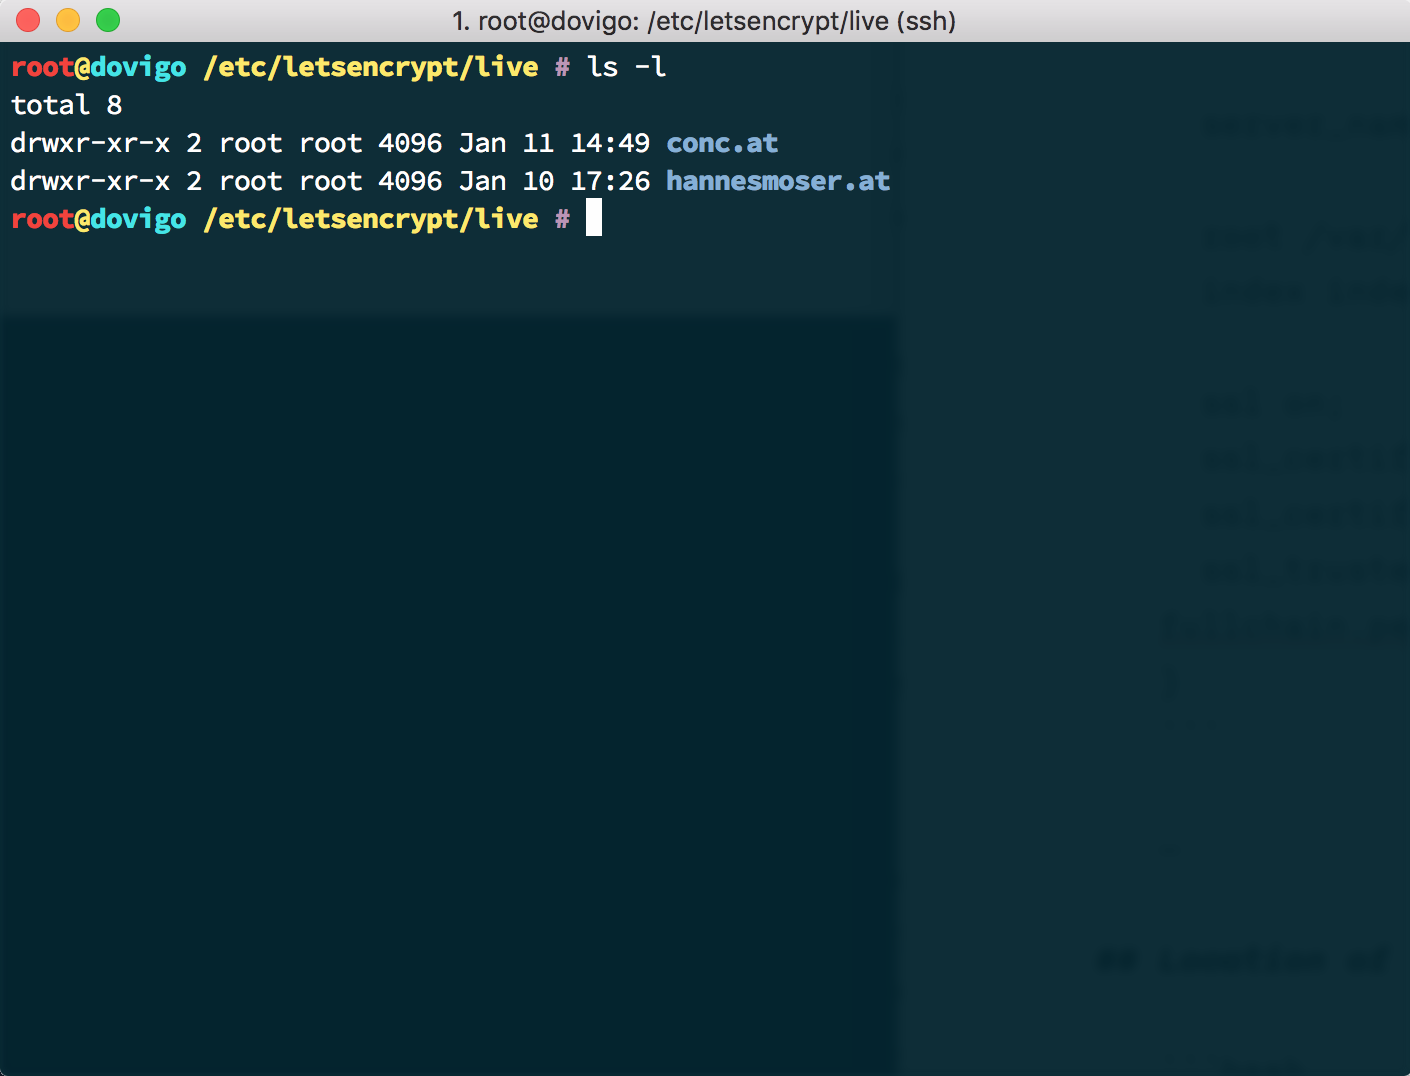 1. root@dovigo: /etc/letsencrypt/live (ssh)
root@dovigo /etc/letsencrypt/live # ls -l
total 8
drwxr-xr-x 2 root root 4096 Jan 11 14:49 conc.at
drwxr-xr-x 2 root root 4096 Jan 10 17:26 hannesmoser.at
root@dovigo /etc/letsencrypt/live #